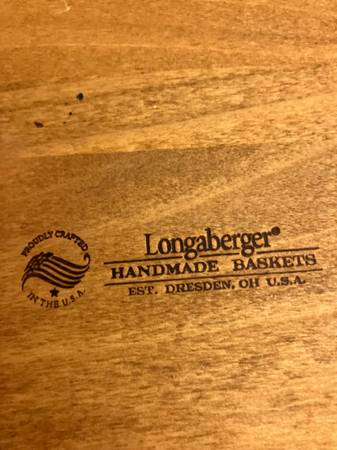 PROUDLY CRAFTED
IN THE U.S.A.
Longaberger®
HANDMADE BASKETS
EST. DRESDEN, OH U.S.A.